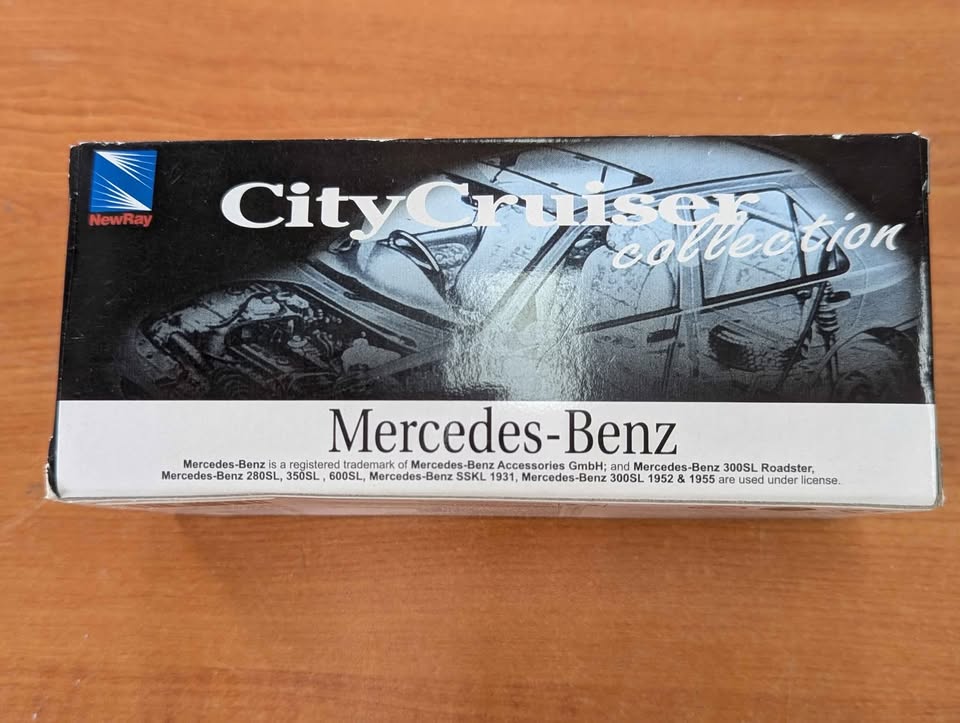 NewRay
CityCruiser
collection
Mercedes-Benz
Mercedes-Benz is a registered trademark of Mercedes-Benz Accessories GmbH; and Mercedes-Benz 300SL Roadster,
Mercedes-Benz 280SL, 350SL , 600SL, Mercedes-Benz SSKL 1931, Mercedes-Benz 300SL 1952 & 1955 are used under license.